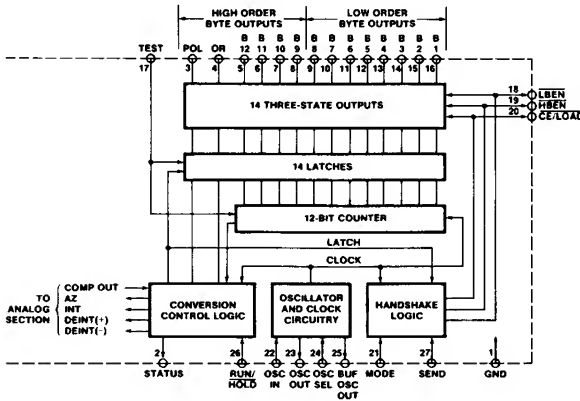 HIGH ORDER BYTE OUTPUTS
LOW ORDER BYTE OUTPUTS
TEST POL OR B 12 B 11 B 10 B 9 B 8 B 7 B 6 B 5 B 4 B 3 B 2 B 1
17 3 4 5 6 7 8 9 10 11 12 13 14 15 16
14 THREE-STATE OUTPUTS
18 LBEN
19 HBEN
20 CE/LOAD
14 LATCHES
12-BIT COUNTER
LATCH
CLOCK
TO ANALOG SECTION
COMP OUT
AZ
INT
DEINT(+)
DEINT(-)
CONVERSION CONTROL LOGIC
OSCILLATOR AND CLOCK CIRCUITRY
HANDSHAKE LOGIC
2 26 22 23 24 25 21 27 1
STATUS RUN/HOLD OSC IN OSC OUT OSC SEL BUF OSC OUT MODE SEND GND